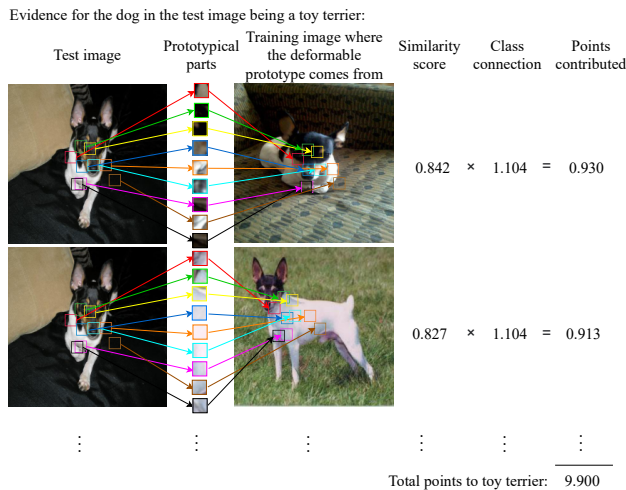 Evidence for the dog in the test image being a toy terrier:
Test image
Prototypical
parts
Training image where
the deformable
prototype comes from
Similarity
score
Class
connection
Points
contributed
0.842 × 1.104 = 0.930
0.827 × 1.104 = 0.913
⋮ ⋮ ⋮ ⋮ ⋮ ⋮
Total points to toy terrier: 9.900